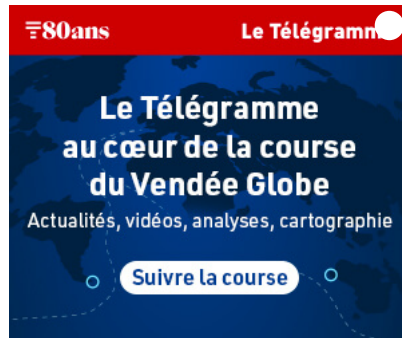 80ans
Le Télégramm
Le Télégramme
au cœur de la course
du Vendée Globe
Actualités, vidéos, analyses, cartographie
Suivre la course